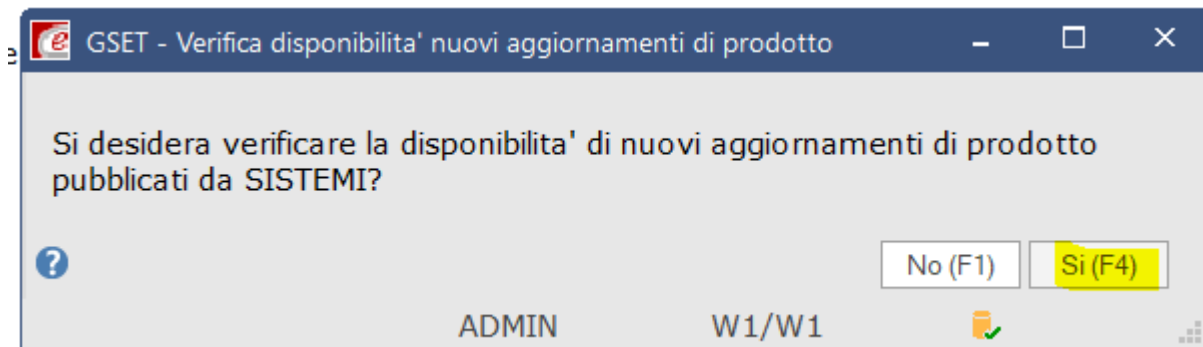 e
GSET - Verifica disponibilita' nuovi aggiornamenti di prodotto
Si desidera verificare la disponibilita' di nuovi aggiornamenti di prodotto
pubblicati da SISTEMI?
No (F1) Si (F4)
ADMIN W1/W1